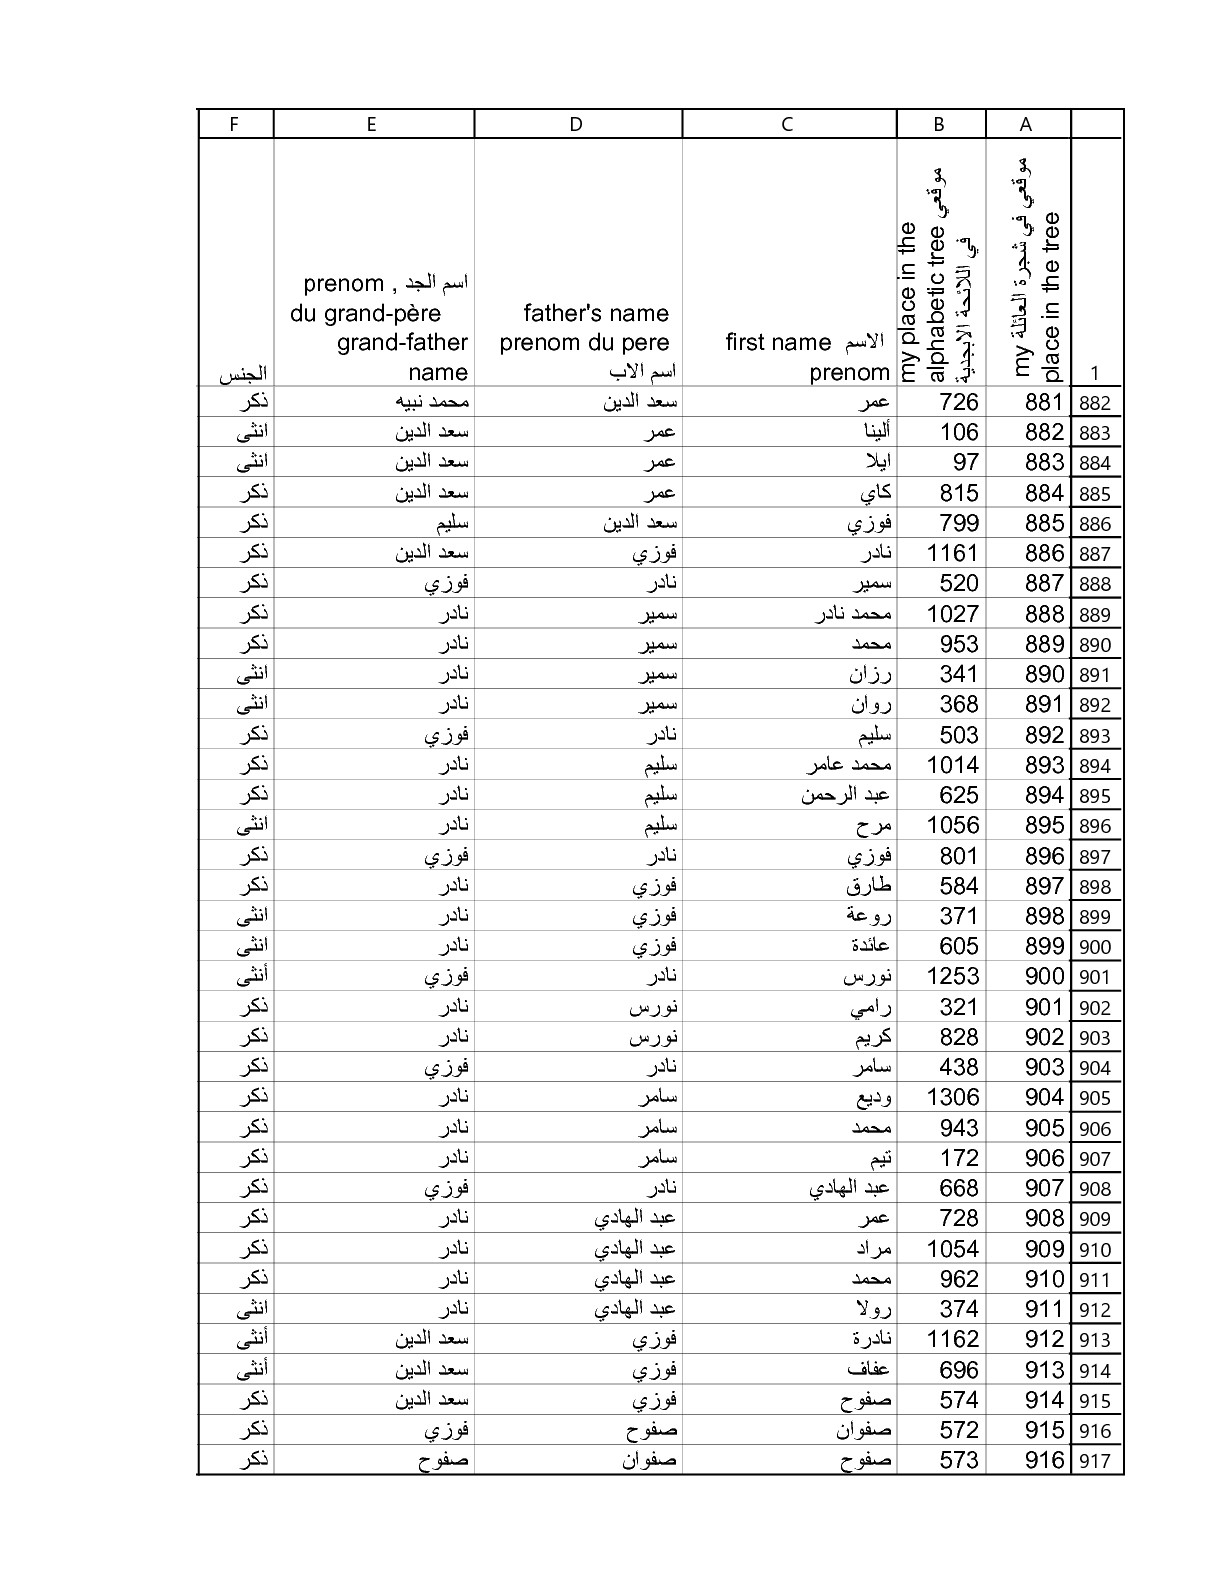 F E D C B A
الجنس
اسم الجد , prenom
du grand-père
grand-father
name
father's name
prenom du pere
اسم الاب
first name الاسم
prenom
my place in the
alphabetic tree موقعي
في اللائحة الابجدية
موقعي في شجرة العائلة my
place in the tree
1
ذكر محمد نبيه سعد الدين عمر 726 881 882
انثى سعد الدين عمر ألينا 106 882 883
انثى سعد الدين عمر ايلا 97 883 884
ذكر سعد الدين عمر كاي 815 884 885
ذكر سليم سعد الدين فوزي 799 885 886
ذكر سعد الدين فوزي نادر 1161 886 887
ذكر فوزي نادر سمير 520 887 888
ذكر نادر سمير محمد نادر 1027 888 889
ذكر نادر سمير محمد 953 889 890
انثى نادر سمير رزان 341 890 891
انثى نادر سمير روان 368 891 892
ذكر فوزي نادر سليم 503 892 893
ذكر نادر سليم محمد عامر 1014 893 894
ذكر نادر سليم عبد الرحمن 625 894 895
انثى نادر سليم مرح 1056 895 896
ذكر فوزي نادر فوزي 801 896 897
ذكر نادر فوزي طارق 584 897 898
انثى نادر فوزي روعة 371 898 899
انثى نادر فوزي عائدة 605 899 900
أنثى فوزي نادر نورس 1253 900 901
ذكر نادر نورس رامي 321 901 902
ذكر نادر نورس كريم 828 902 903
ذكر فوزي نادر سامر 438 903 904
ذكر نادر سامر وديع 1306 904 905
ذكر نادر سامر محمد 943 905 906
ذكر نادر سامر تيم 172 906 907
ذكر فوزي نادر عبد الهادي 668 907 908
ذكر نادر عبد الهادي عمر 728 908 909
ذكر نادر عبد الهادي مراد 1054 909 910
ذكر نادر عبد الهادي محمد 962 910 911
انثى نادر عبد الهادي رولا 374 911 912
أنثى سعد الدين فوزي نادرة 1162 912 913
أنثى سعد الدين فوزي عفاف 696 913 914
ذكر سعد الدين فوزي صفوح 574 914 915
ذكر فوزي صفوح صفوان 572 915 916
ذكر صفوح صفوان صفوح 573 916 917